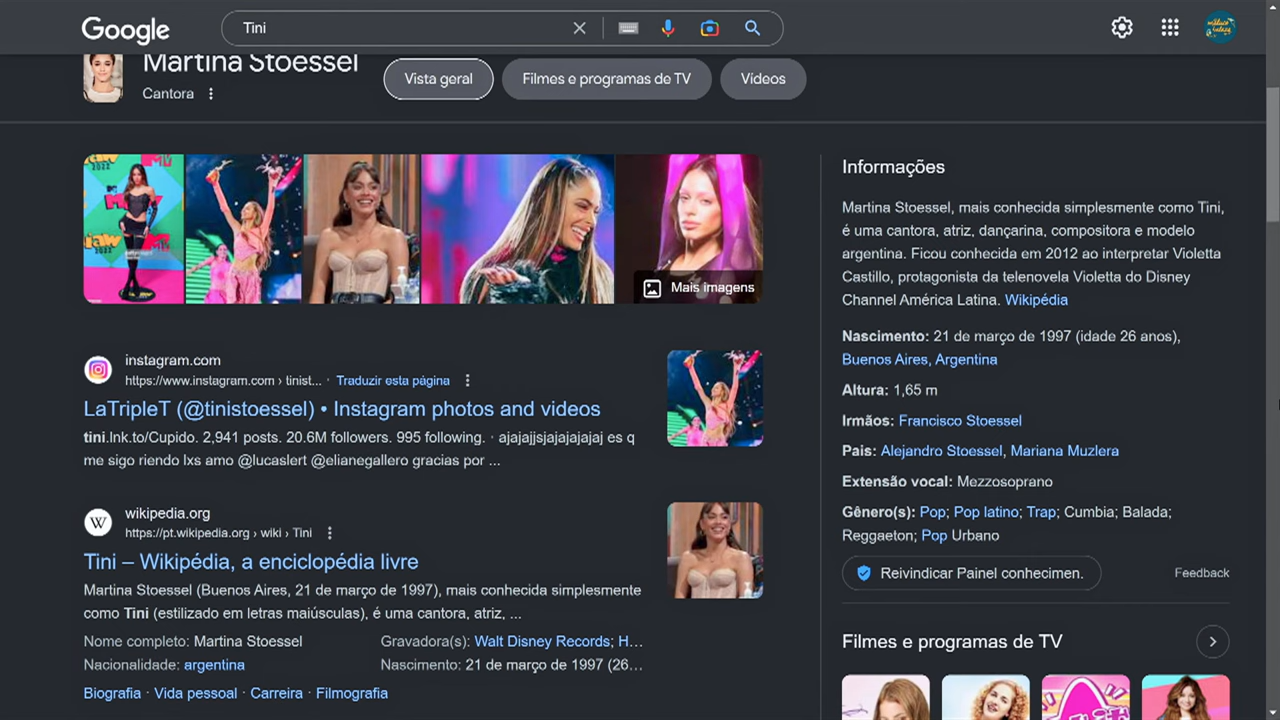 Google
Tini
Martina Stoessel
Cantora
Vista geral
Filmes e programas de TV
Vídeos
Mais imagens
instagram.com
https://www.instagram.com › tinist... · Traduzir esta página
LaTripleT (@tinistoessel) • Instagram photos and videos
tini.lnk.to/Cupido. 2,941 posts. 20.6M followers. 995 following. · ajajajjsjajajajajaj es q
me sigo riendo lxs amo @lucaslert @elianegallero gracias por ...
wikipedia.org
https://pt.wikipedia.org › wiki › Tini
Tini – Wikipédia, a enciclopédia livre
Martina Stoessel (Buenos Aires, 21 de março de 1997), mais conhecida simplesmente
como Tini (estilizado em letras maiúsculas), é uma cantora, atriz, ...
Nome completo: Martina Stoessel
Gravadora(s): Walt Disney Records; H...
Nacionalidade: argentina
Nascimento: 21 de março de 1997 (26...
Biografia · Vida pessoal · Carreira · Filmografia
Informações
Martina Stoessel, mais conhecida simplesmente como Tini,
é uma cantora, atriz, dançarina, compositora e modelo
argentina. Ficou conhecida em 2012 ao interpretar Violetta
Castillo, protagonista da telenovela Violetta do Disney
Channel América Latina. Wikipédia
Nascimento: 21 de março de 1997 (idade 26 anos),
Buenos Aires, Argentina
Altura: 1,65 m
Irmãos: Francisco Stoessel
Pais: Alejandro Stoessel, Mariana Muzlera
Extensão vocal: Mezzosoprano
Gênero(s): Pop; Pop latino; Trap; Cumbia; Balada;
Reggaeton; Pop Urbano
Reivindicar Painel conhecimen.
Feedback
Filmes e programas de TV